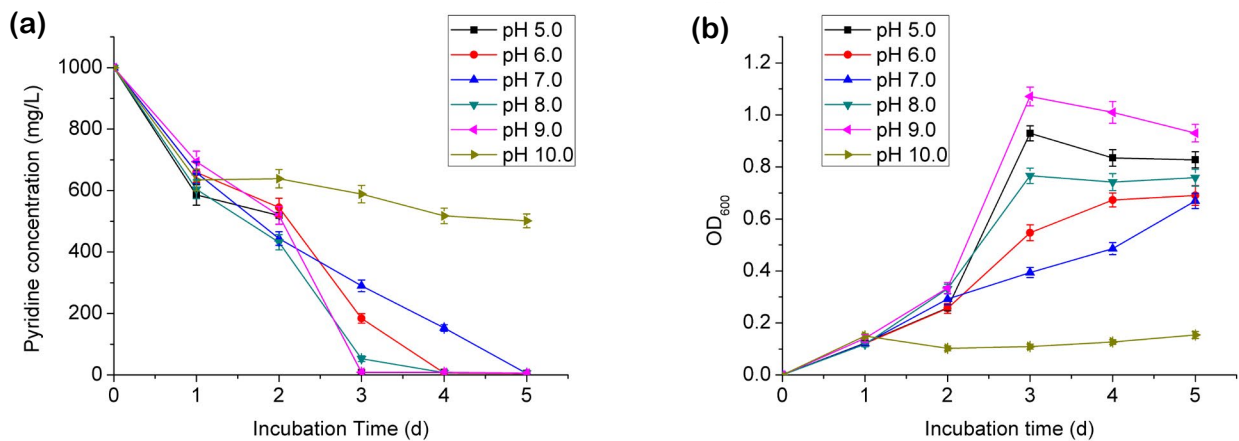 (a)
pH 5.0
pH 6.0
pH 7.0
pH 8.0
pH 9.0
pH 10.0
1000
800
600
400
200
0
Pyridine concentration (mg/L)
0 1 2 3 4 5
Incubation Time (d)
(b)
pH 5.0
pH 6.0
pH 7.0
pH 8.0
pH 9.0
pH 10.0
1.2
1.0
0.8
0.6
0.4
0.2
0.0
OD600
0 1 2 3 4 5
Incubation time (d)